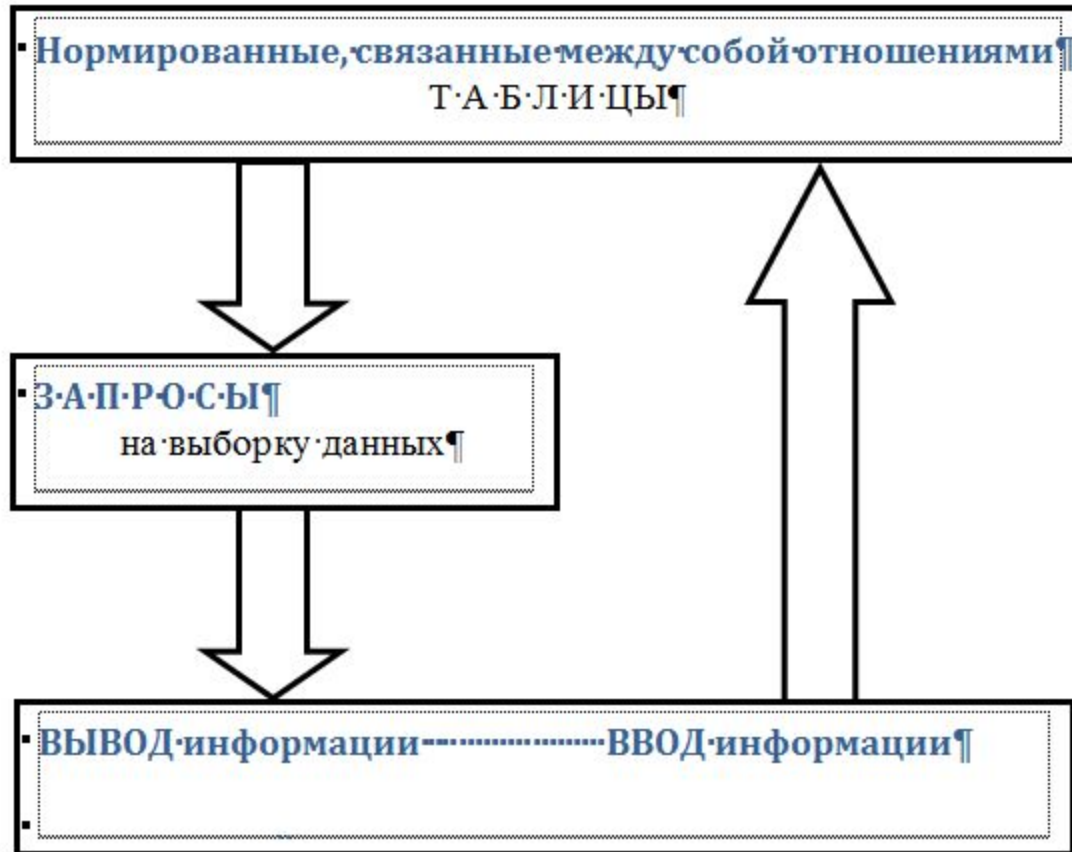 Нормированные, связанные между собой отношениями¶
Т А Б Л И ЦЫ¶
З А П Р О С Ы¶
на выборку данных¶
ВЫВОД информации ВВОД информации¶